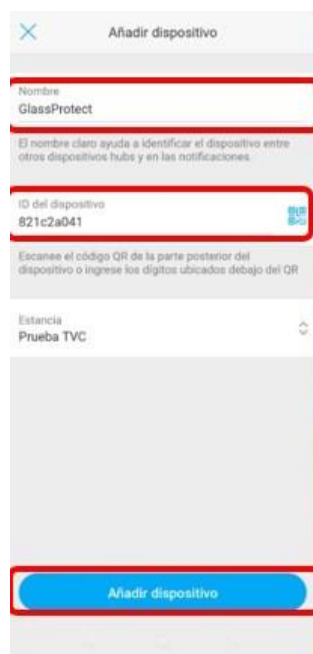 Añadir dispositivo
Nombre
GlassProtect
El nombre claro ayuda a identificar el dispositivo entre
otros dispositivos hubs y en las notificaciones
ID del dispositivo
821c2a041
Escanee el código QR de la parte posterior del
dispositivo o ingrese los dígitos ubicados debajo del QR
Estancia
Prueba TVC
Añadir dispositivo